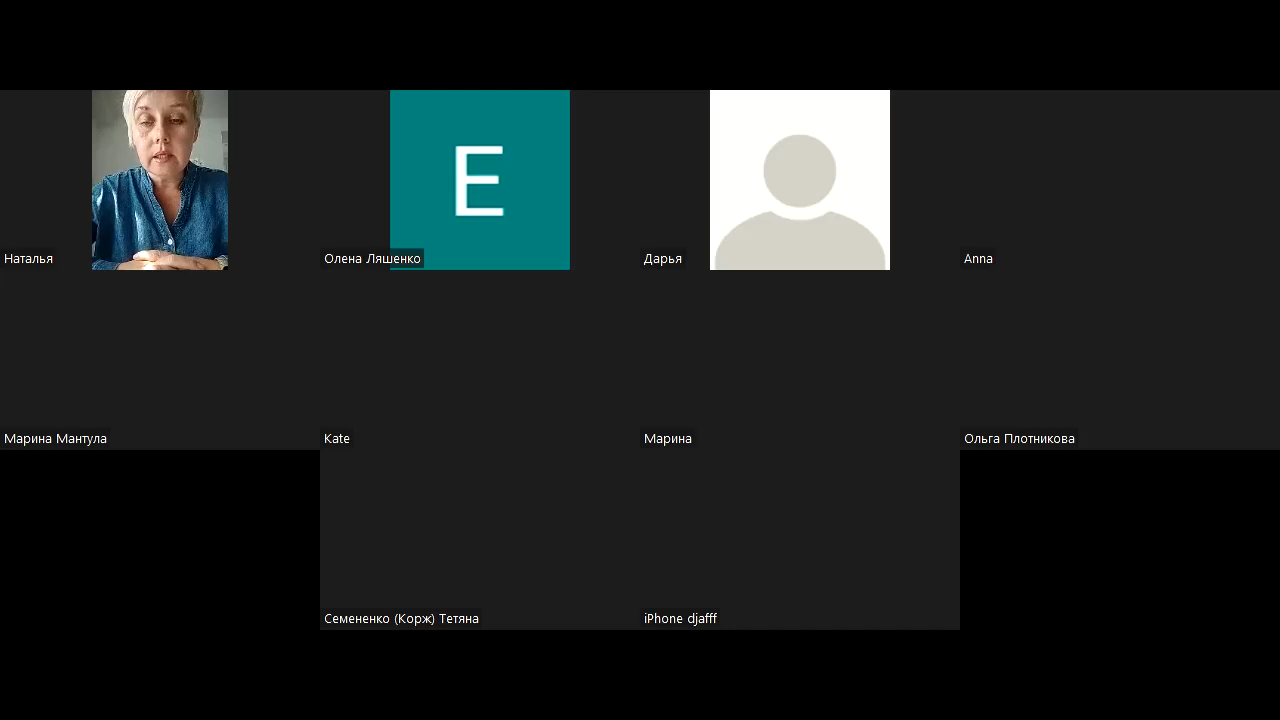 E
Наталья
Олена Ляшенко
Дарья
Anna
Марина Мантула
Kate
Марина
Ольга Плотникова
Семененко (Корж) Тетяна
iPhone djafff